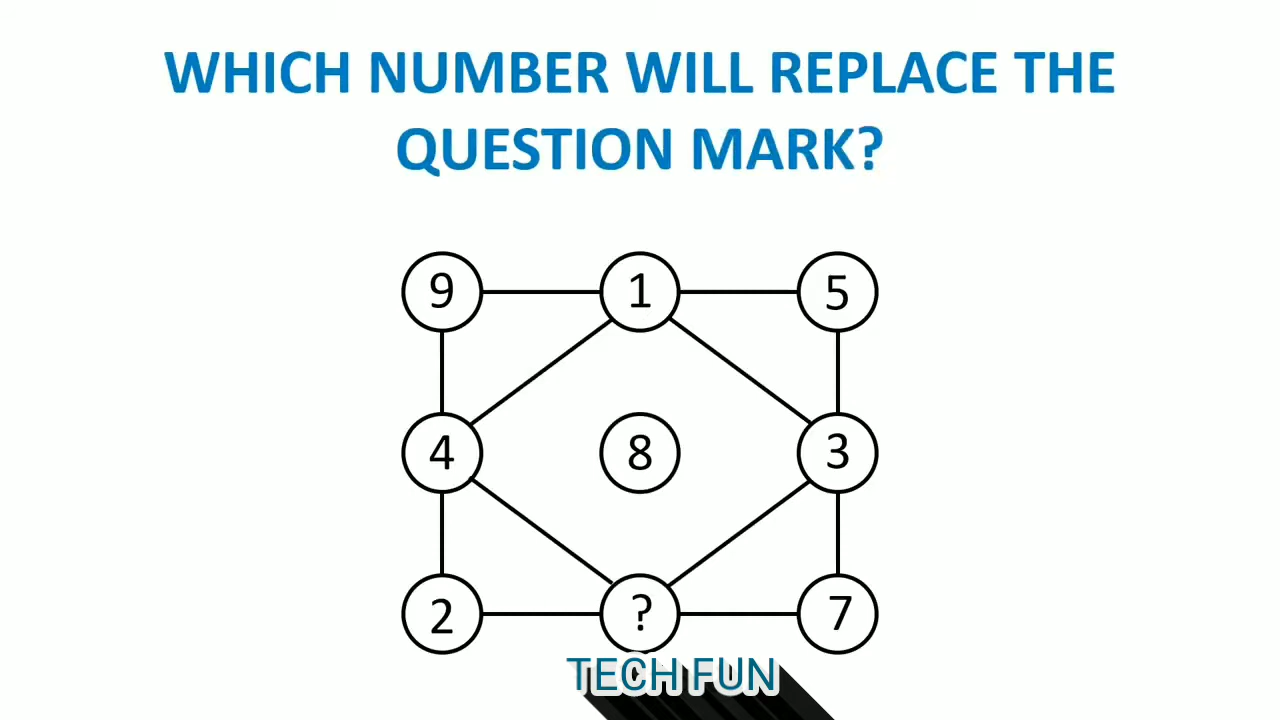 WHICH NUMBER WILL REPLACE THE
QUESTION MARK?
9 1 5
4 8 3
2 ? 7
TECH FUN